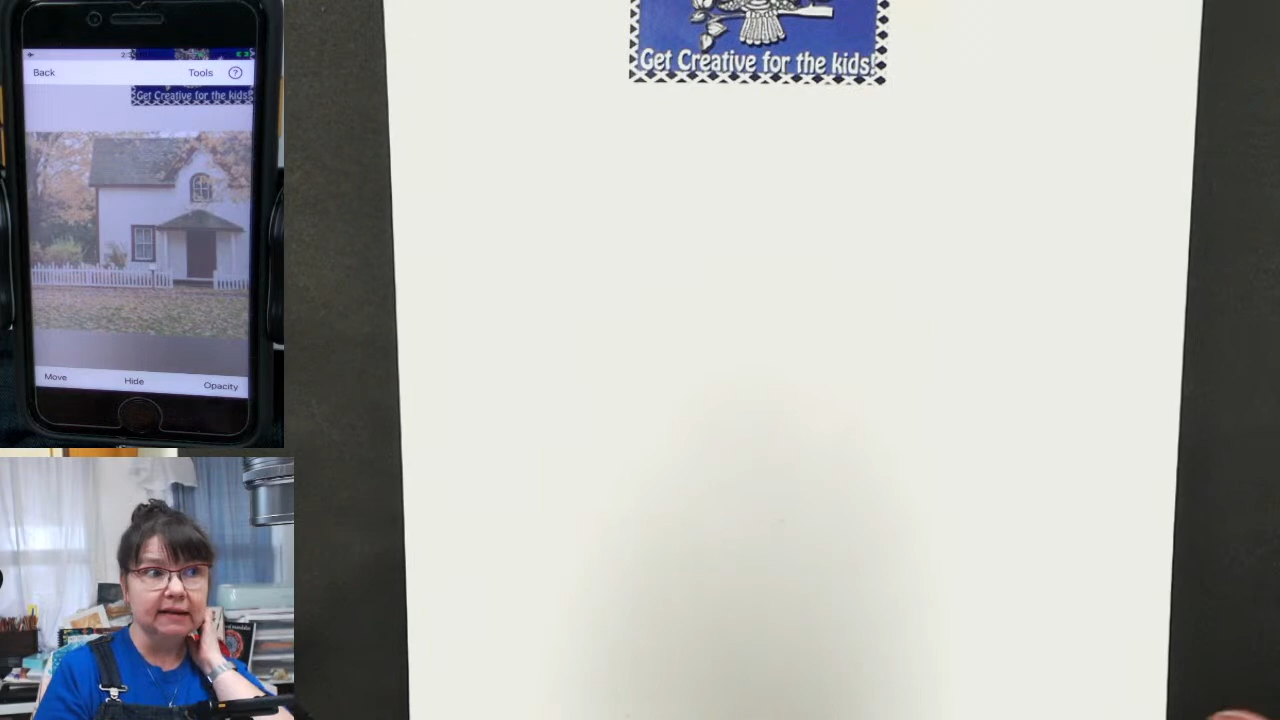 Back
Tools
?
Get Creative for the kids!
Move
Hide
Opacity
Get Creative for the kids!